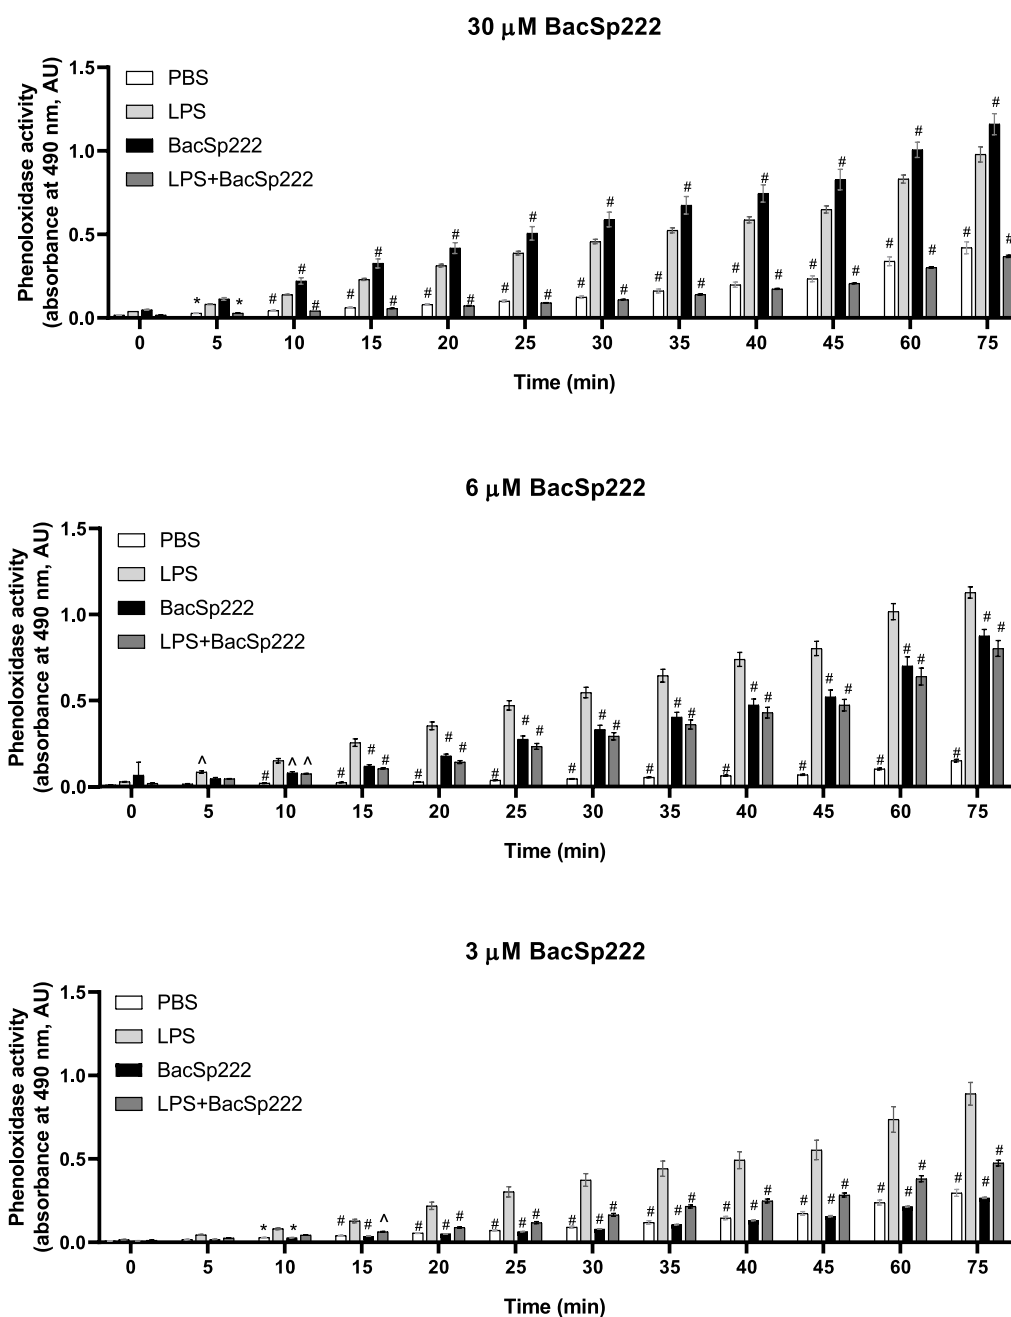 30 μM BacSp222
Phenoloxidase activity
(absorbance at 490 nm, AU)
1.5
1.0
0.5
0.0
PBS
LPS
BacSp222
LPS+BacSp222
* *
# # #
# # #
# # #
# # #
# # #
# # #
# # #
# # #
# # #
# # #
0 5 10 15 20 25 30 35 40 45 60 75
Time (min)
6 μM BacSp222
Phenoloxidase activity
(absorbance at 490 nm, AU)
1.5
1.0
0.5
0.0
PBS
LPS
BacSp222
LPS+BacSp222
^
# ^ ^
# # #
# # #
# # #
# # #
# # #
# # #
# # #
# # #
# # #
0 5 10 15 20 25 30 35 40 45 60 75
Time (min)
3 μM BacSp222
Phenoloxidase activity
(absorbance at 490 nm, AU)
1.5
1.0
0.5
0.0
PBS
LPS
BacSp222
LPS+BacSp222
* *
# # ^
# # #
# # #
# # #
# # #
# # #
# # #
# # #
# # #
0 5 10 15 20 25 30 35 40 45 60 75
Time (min)